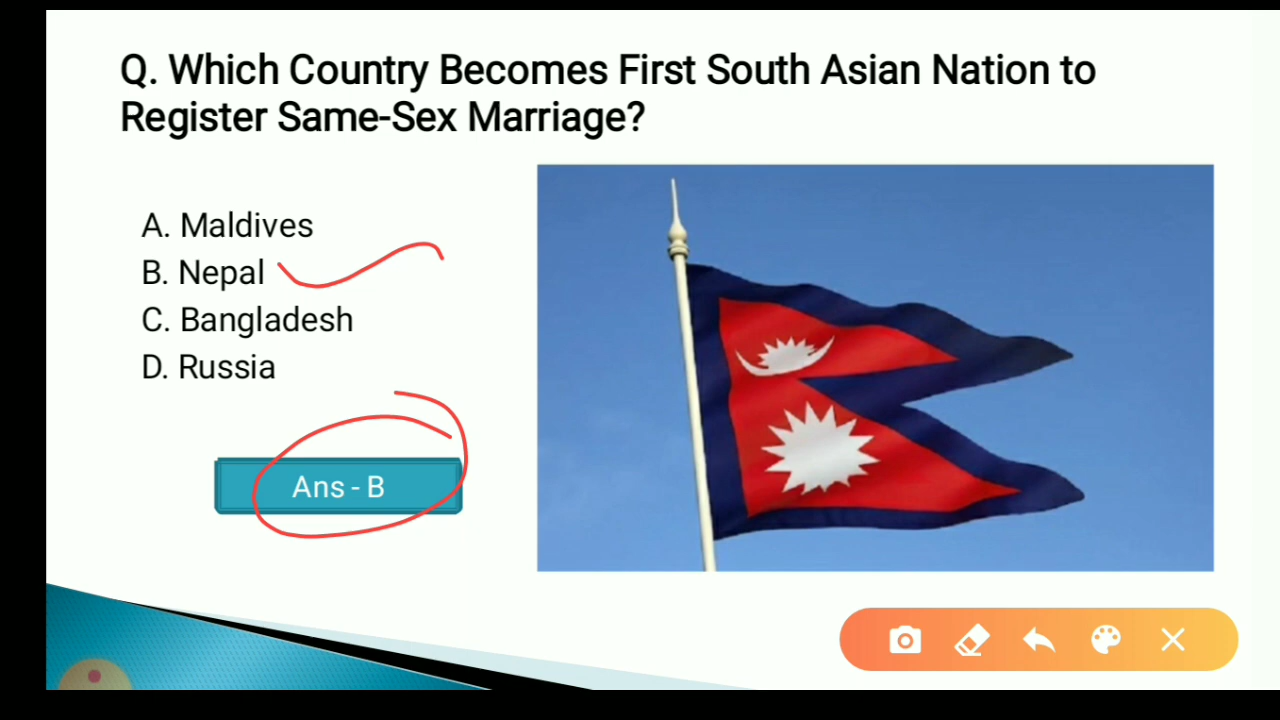 Q. Which Country Becomes First South Asian Nation to
Register Same-Sex Marriage?
A. Maldives
B. Nepal
C. Bangladesh
D. Russia
Ans - B